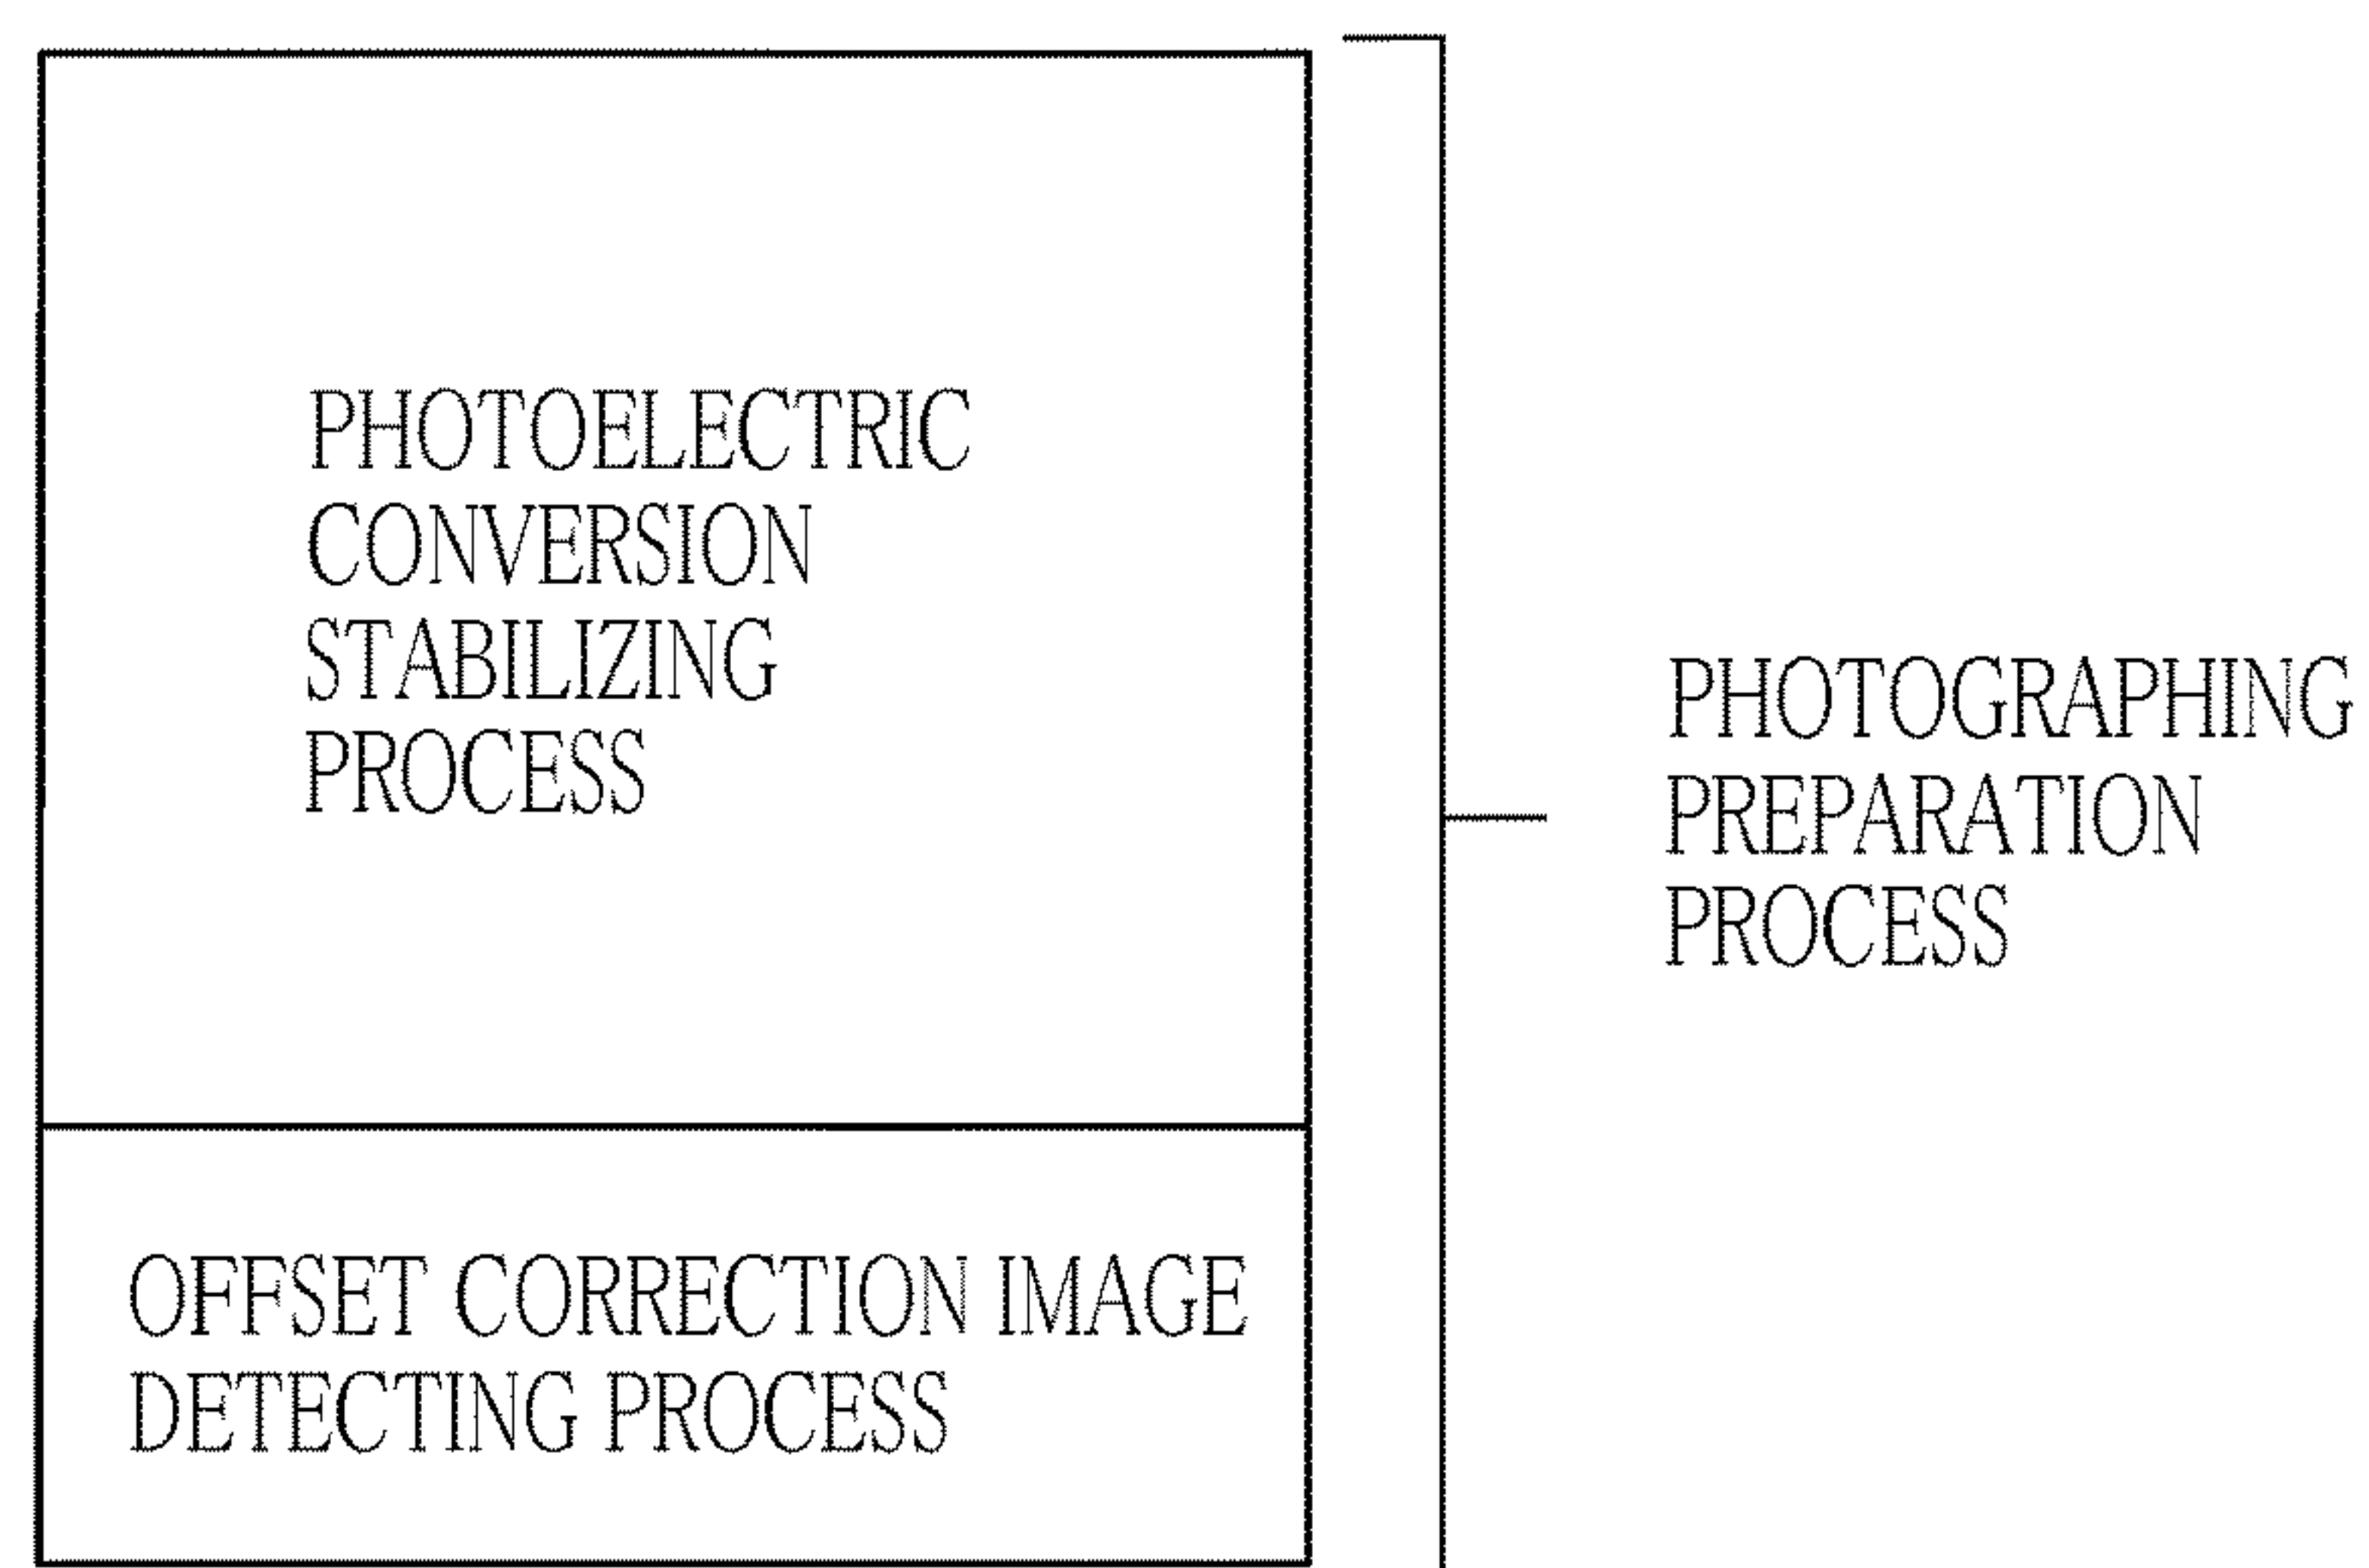 PHOTOELECTRIC
CONVERSION
STABILIZING
PROCESS
PHOTOGRAPHING
PREPARATION
PROCESS
OFFSET CORRECTION IMAGE
DETECTING PROCESS